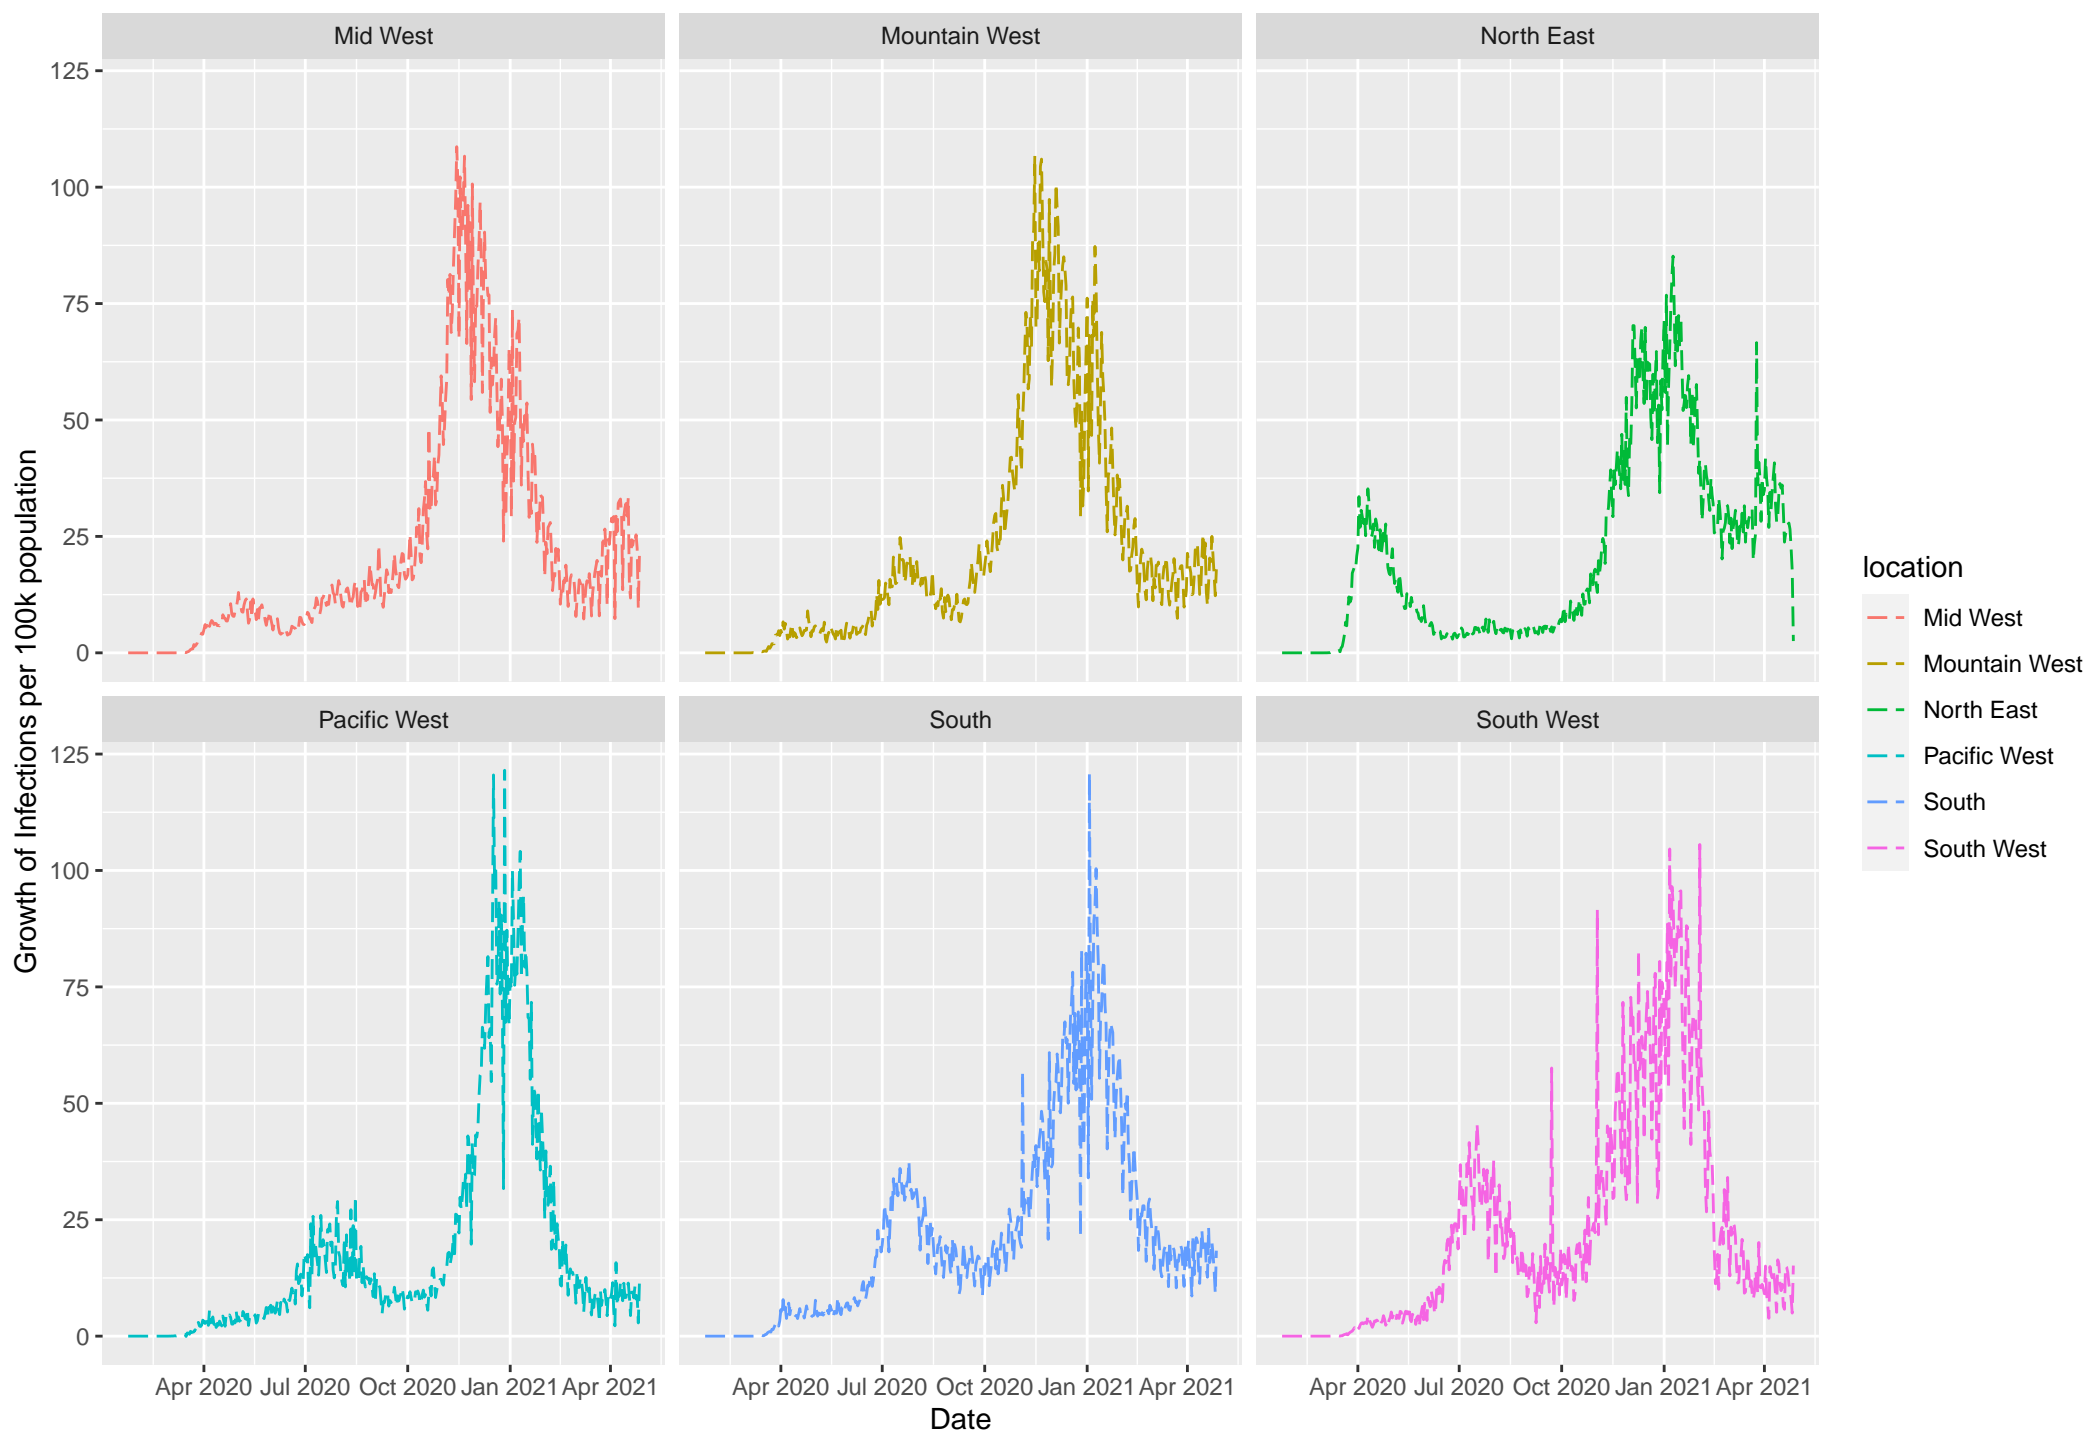 Mid West
Mountain West
North East
125
100
75
50
25
0
Pacific West
South
South West
125
100
75
50
25
0
Apr 2020 Jul 2020 Oct 2020 Jan 2021 Apr 2021
Apr 2020 Jul 2020 Oct 2020 Jan 2021 Apr 2021
Apr 2020 Jul 2020 Oct 2020 Jan 2021 Apr 2021
Date
Growth of Infections per 100k population
location
Mid West
Mountain West
North East
Pacific West
South
South West